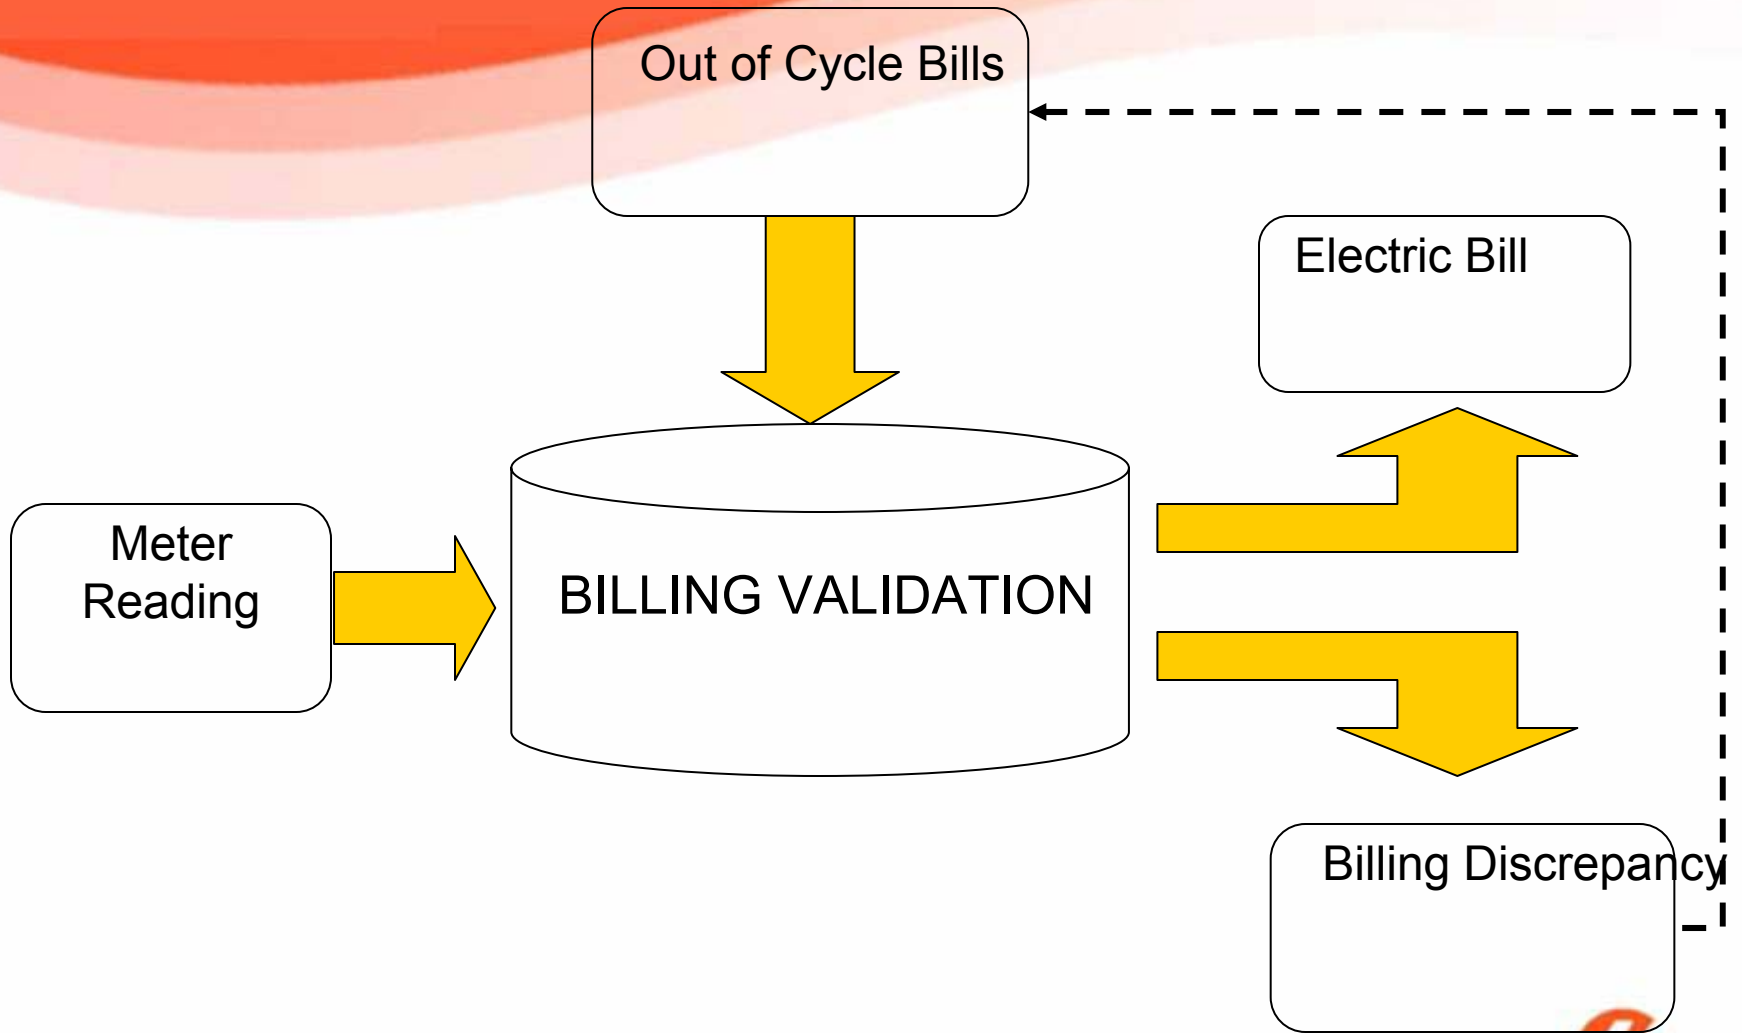 Out of Cycle Bills
Electric Bill
Meter
Reading
BILLING VALIDATION
Billing Discrepancy